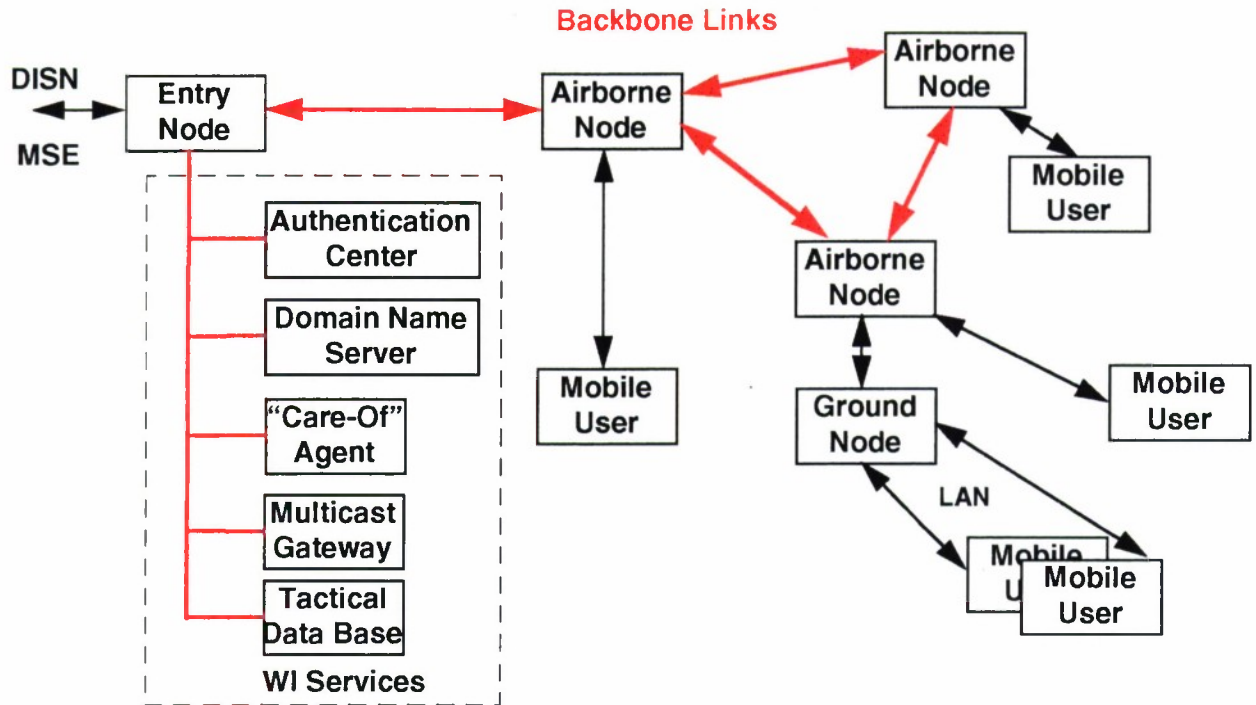 Backbone Links
DISN
MSE
Entry
Node
Airborne
Node
Airborne
Node
Mobile
User
Authentication
Center
Domain Name
Server
“Care-Of”
Agent
Multicast
Gateway
Tactical
Data Base
WI Services
Mobile
User
Airborne
Node
Mobile
User
Ground
Node
LAN
Mobile
Mobile
User